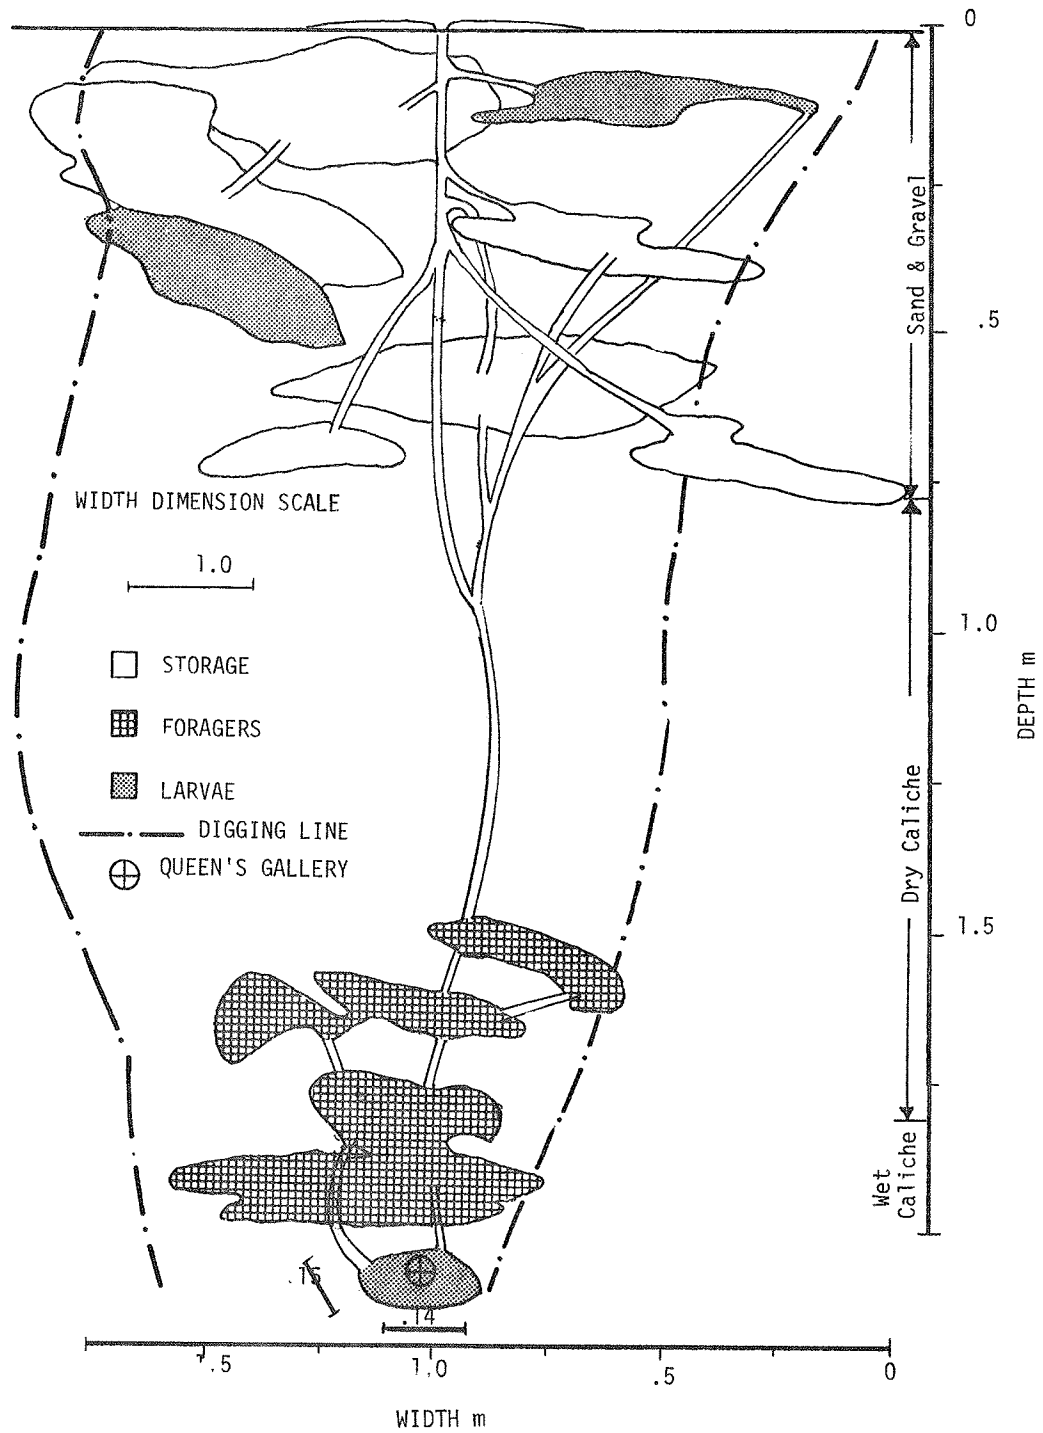 0
Sand & Gravel
.5
WIDTH DIMENSION SCALE
1.0
1.0
STORAGE
DEPTH m
FORAGERS
LARVAE
Dry Caliche
DIGGING LINE
QUEEN'S GALLERY
1.5
Wet
Caliche
.15
.14
1.5
1.0
.5
0
WIDTH m